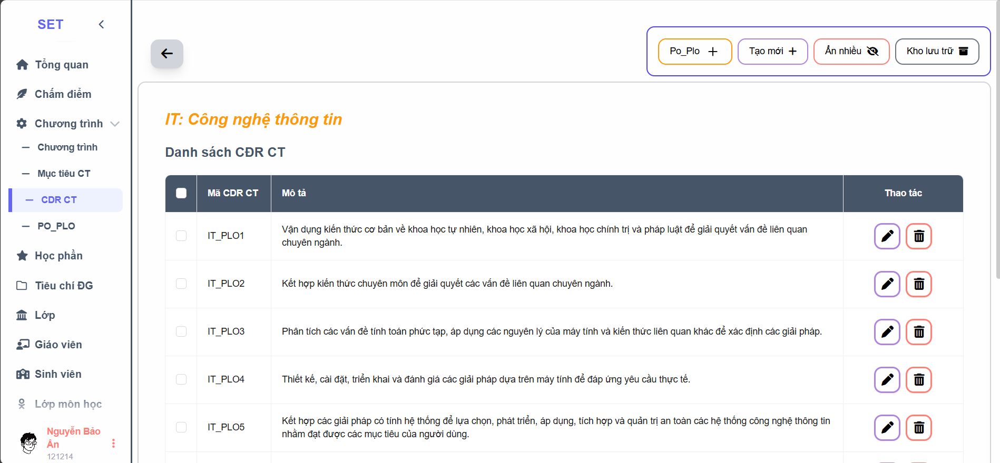 SET
Tổng quan
Chấm điểm
Chương trình
Chương trình
Mục tiêu CT
CDR CT
PO_PLO
Học phần
Tiêu chí ĐG
Lớp
Giáo viên
Sinh viên
Lớp môn học
Nguyễn Bảo
Ân
121214
Po_Plo
Tạo mới
Ẩn nhiều
Kho lưu trữ
IT: Công nghệ thông tin
Danh sách CĐR CT
Mã CDR CT
Mô tả
Thao tác
IT_PLO1
Vận dụng kiến thức cơ bản về khoa học tự nhiên, khoa học xã hội, khoa học chính trị và pháp luật để giải quyết vấn đề liên quan
chuyên ngành.
IT_PLO2
Kết hợp kiến thức chuyên môn để giải quyết các vấn đề liên quan chuyên ngành.
IT_PLO3
Phân tích các vấn đề tính toán phức tạp, áp dụng các nguyên lý của máy tính và kiến thức liên quan khác để xác định các giải pháp.
IT_PLO4
Thiết kế, cài đặt, triển khai và đánh giá các giải pháp dựa trên máy tính để đáp ứng yêu cầu thực tế.
IT_PLO5
Kết hợp các giải pháp có tính hệ thống để lựa chọn, phát triển, áp dụng, tích hợp và quản trị an toàn các hệ thống công nghệ thông tin
nhằm đạt được các mục tiêu của người dùng.